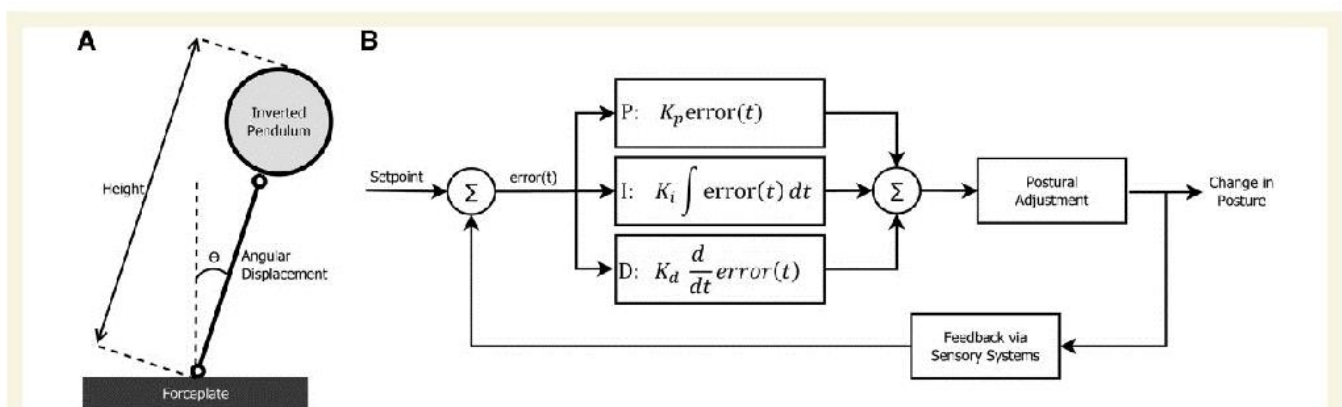 A
Inverted
Pendulum
Height
Θ
Angular
Displacement
Forceplate
B
Setpoint
Σ
error(t)
P: K_p error(t)
I: K_i ∫ error(t) dt
D: K_d d/dt error(t)
Σ
Postural
Adjustment
Change in
Posture
Feedback via
Sensory Systems